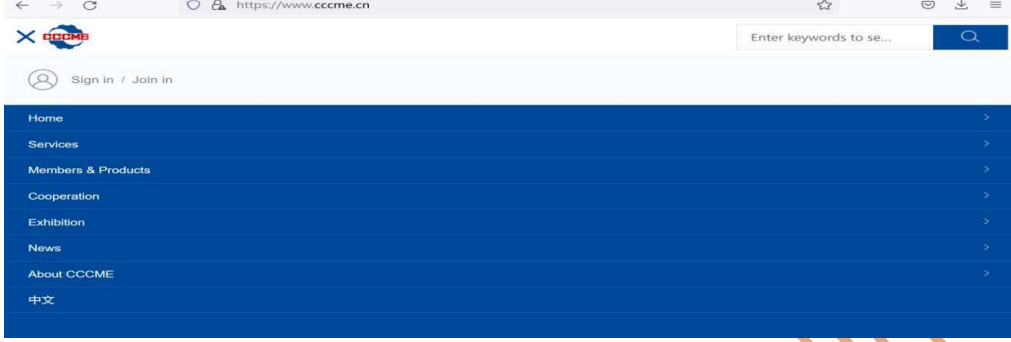 https://www.cccme.cn
CCCME
Enter keywords to se...
Sign in / Join in
Home
Services
Members & Products
Cooperation
Exhibition
News
About CCCME
中文